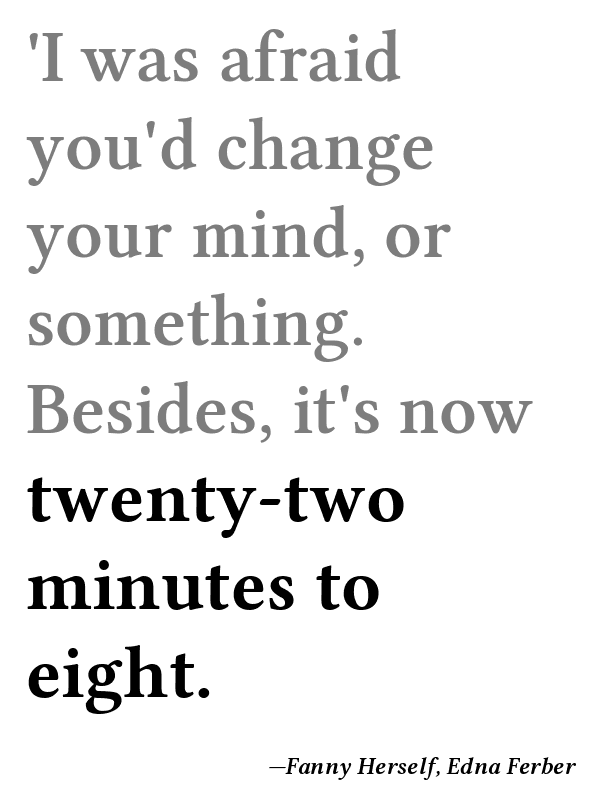 'I was afraid
you'd change
your mind, or
something.
Besides, it's now
twenty-two
minutes to
eight.
—Fanny Herself, Edna Ferber